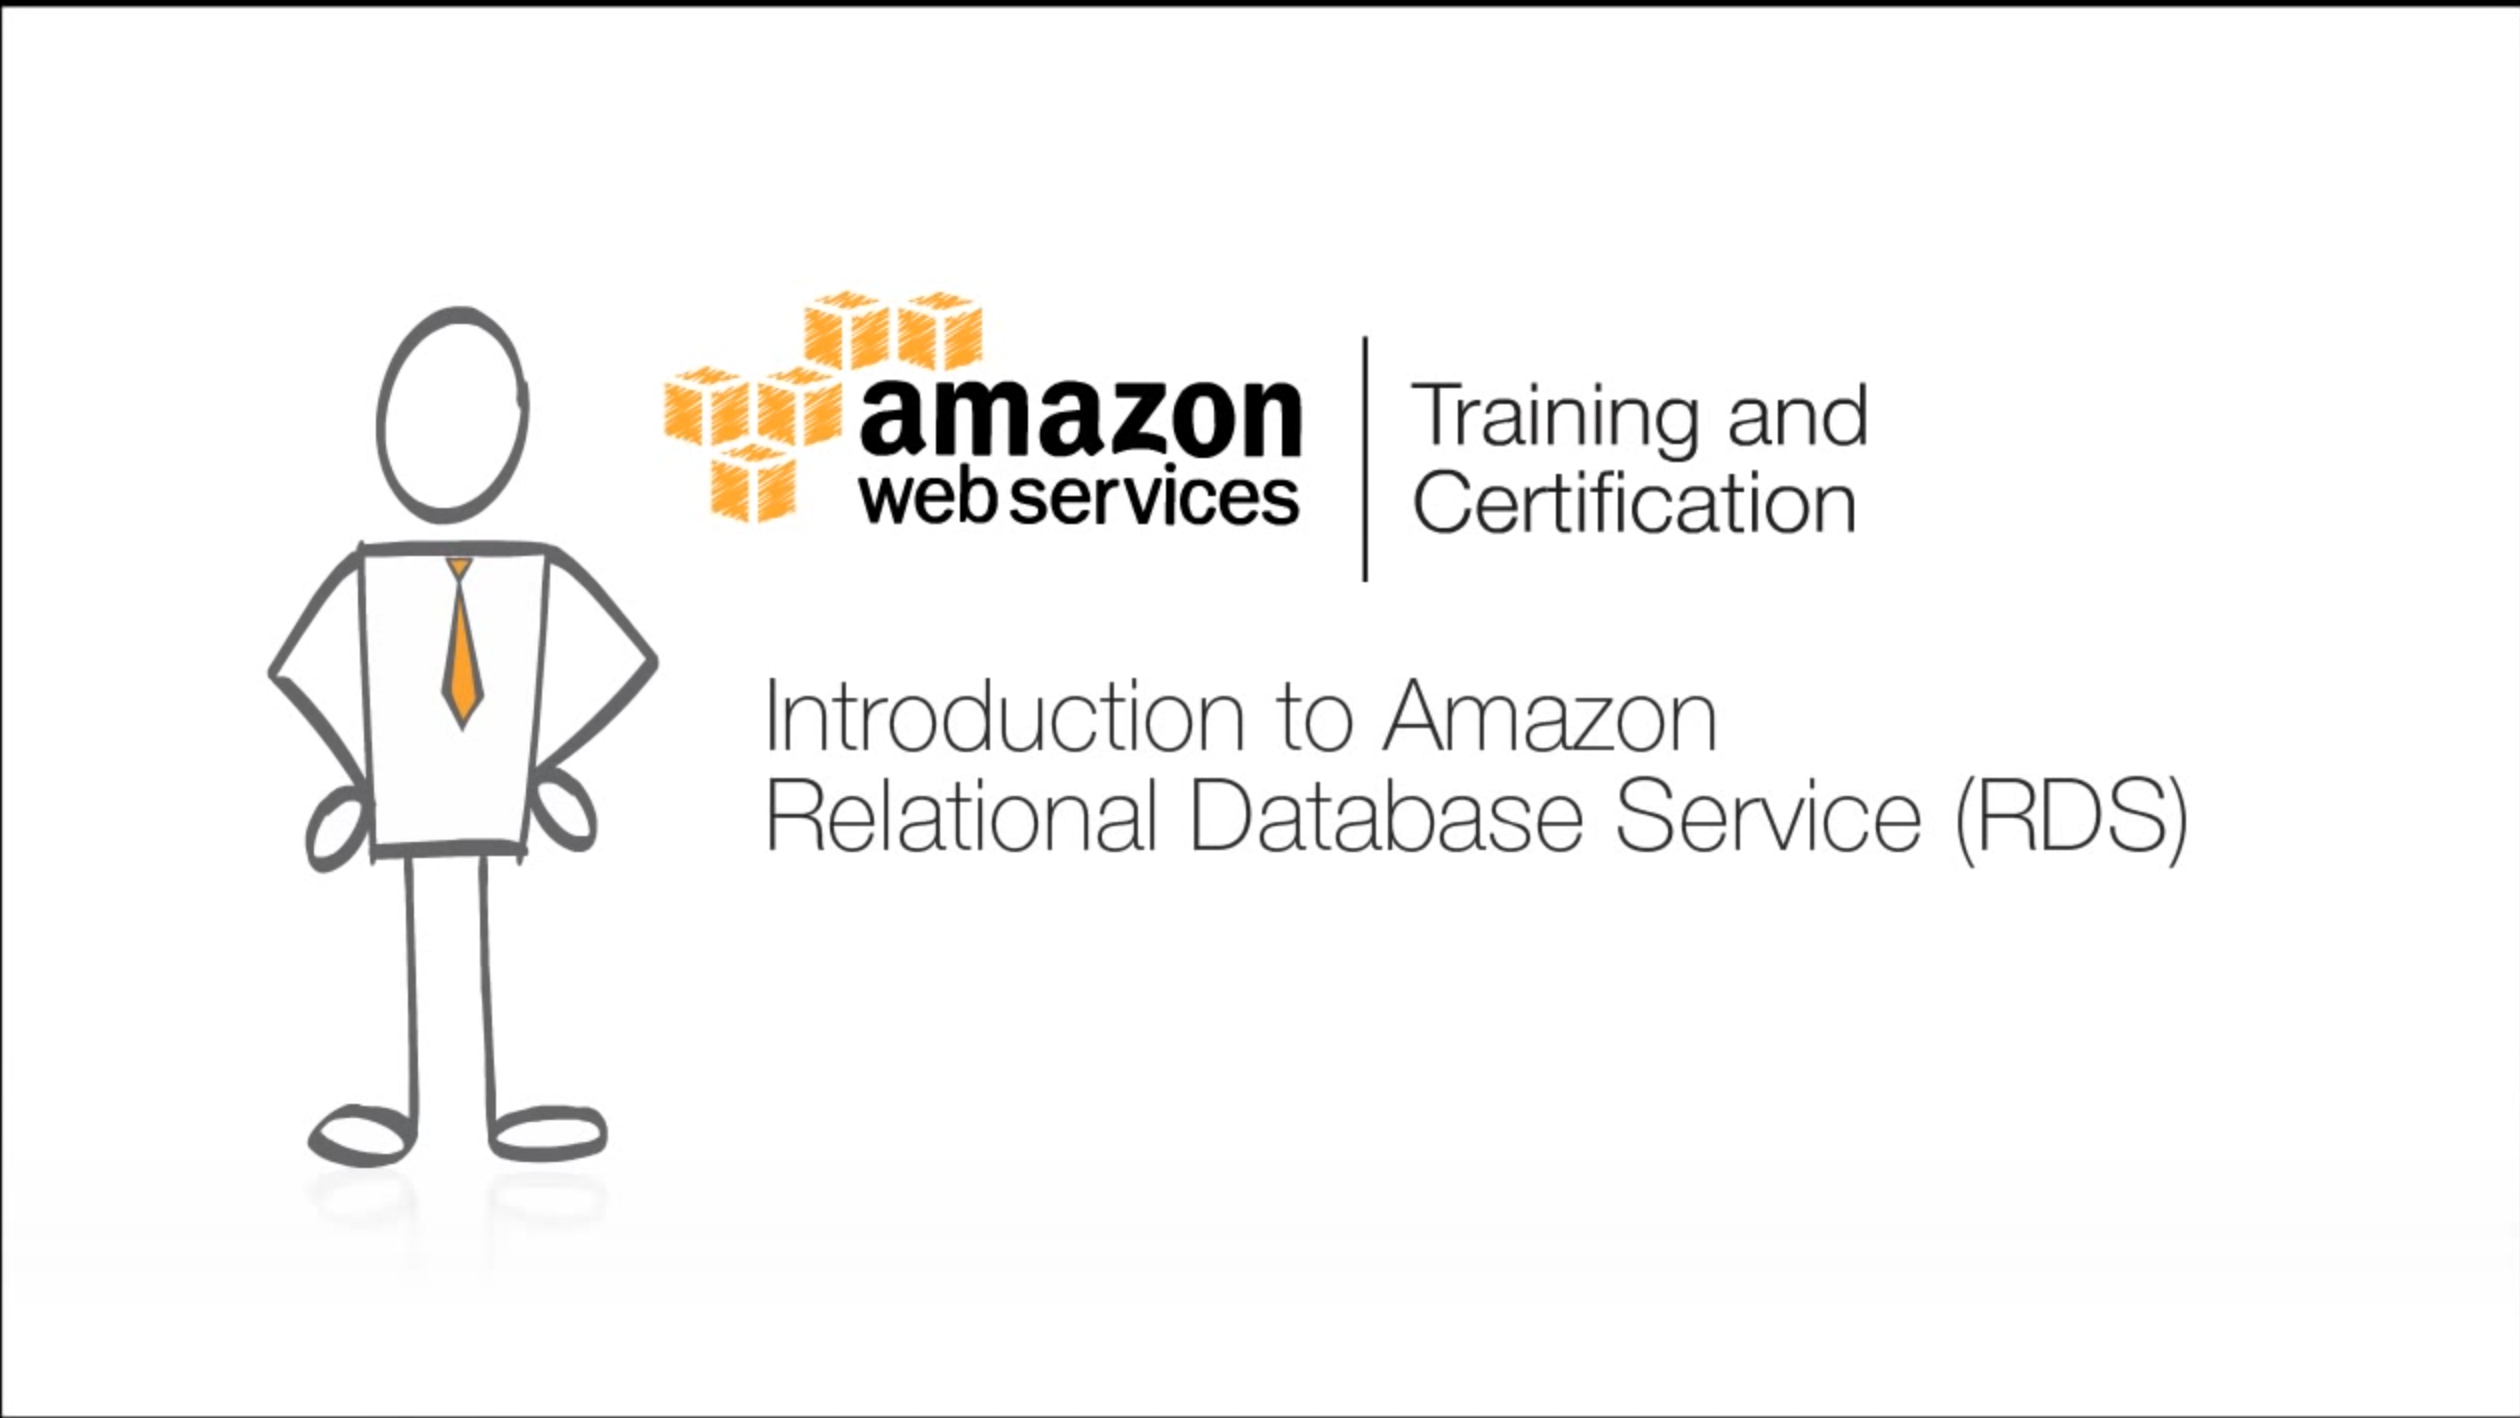 amazon
web services
Training and
Certification
Introduction to Amazon
Relational Database Service (RDS)